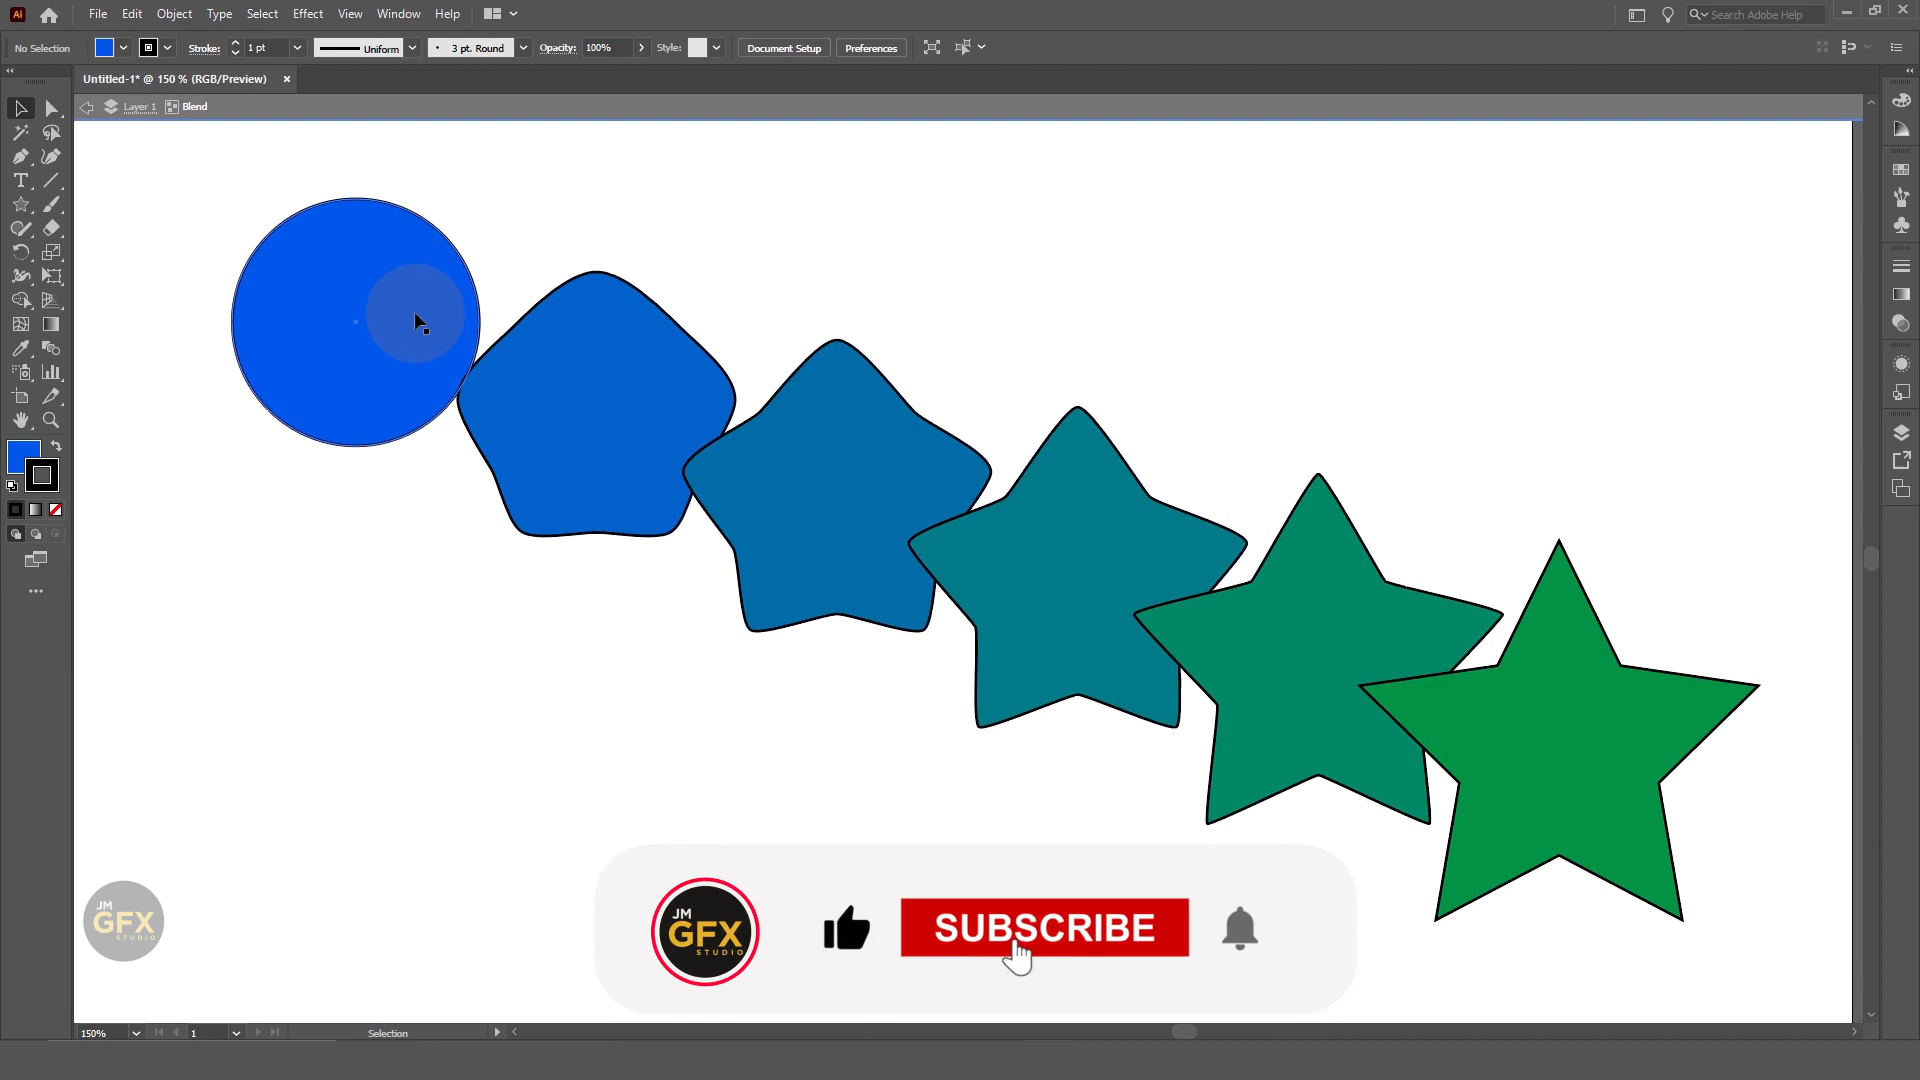 Ai File Edit Object Type Select Effect View Window Help Search Adobe Help
No Selection Stroke: 1 pt Uniform 3 pt. Round Opacity: 100% Style: Document Setup Preferences
Untitled-1* @ 150 % (RGB/Preview) ×
Layer 1 Blend
JM
GFX
STUDIO
JM
GFX
STUDIO
SUBSCRIBE
150% 1 Selection